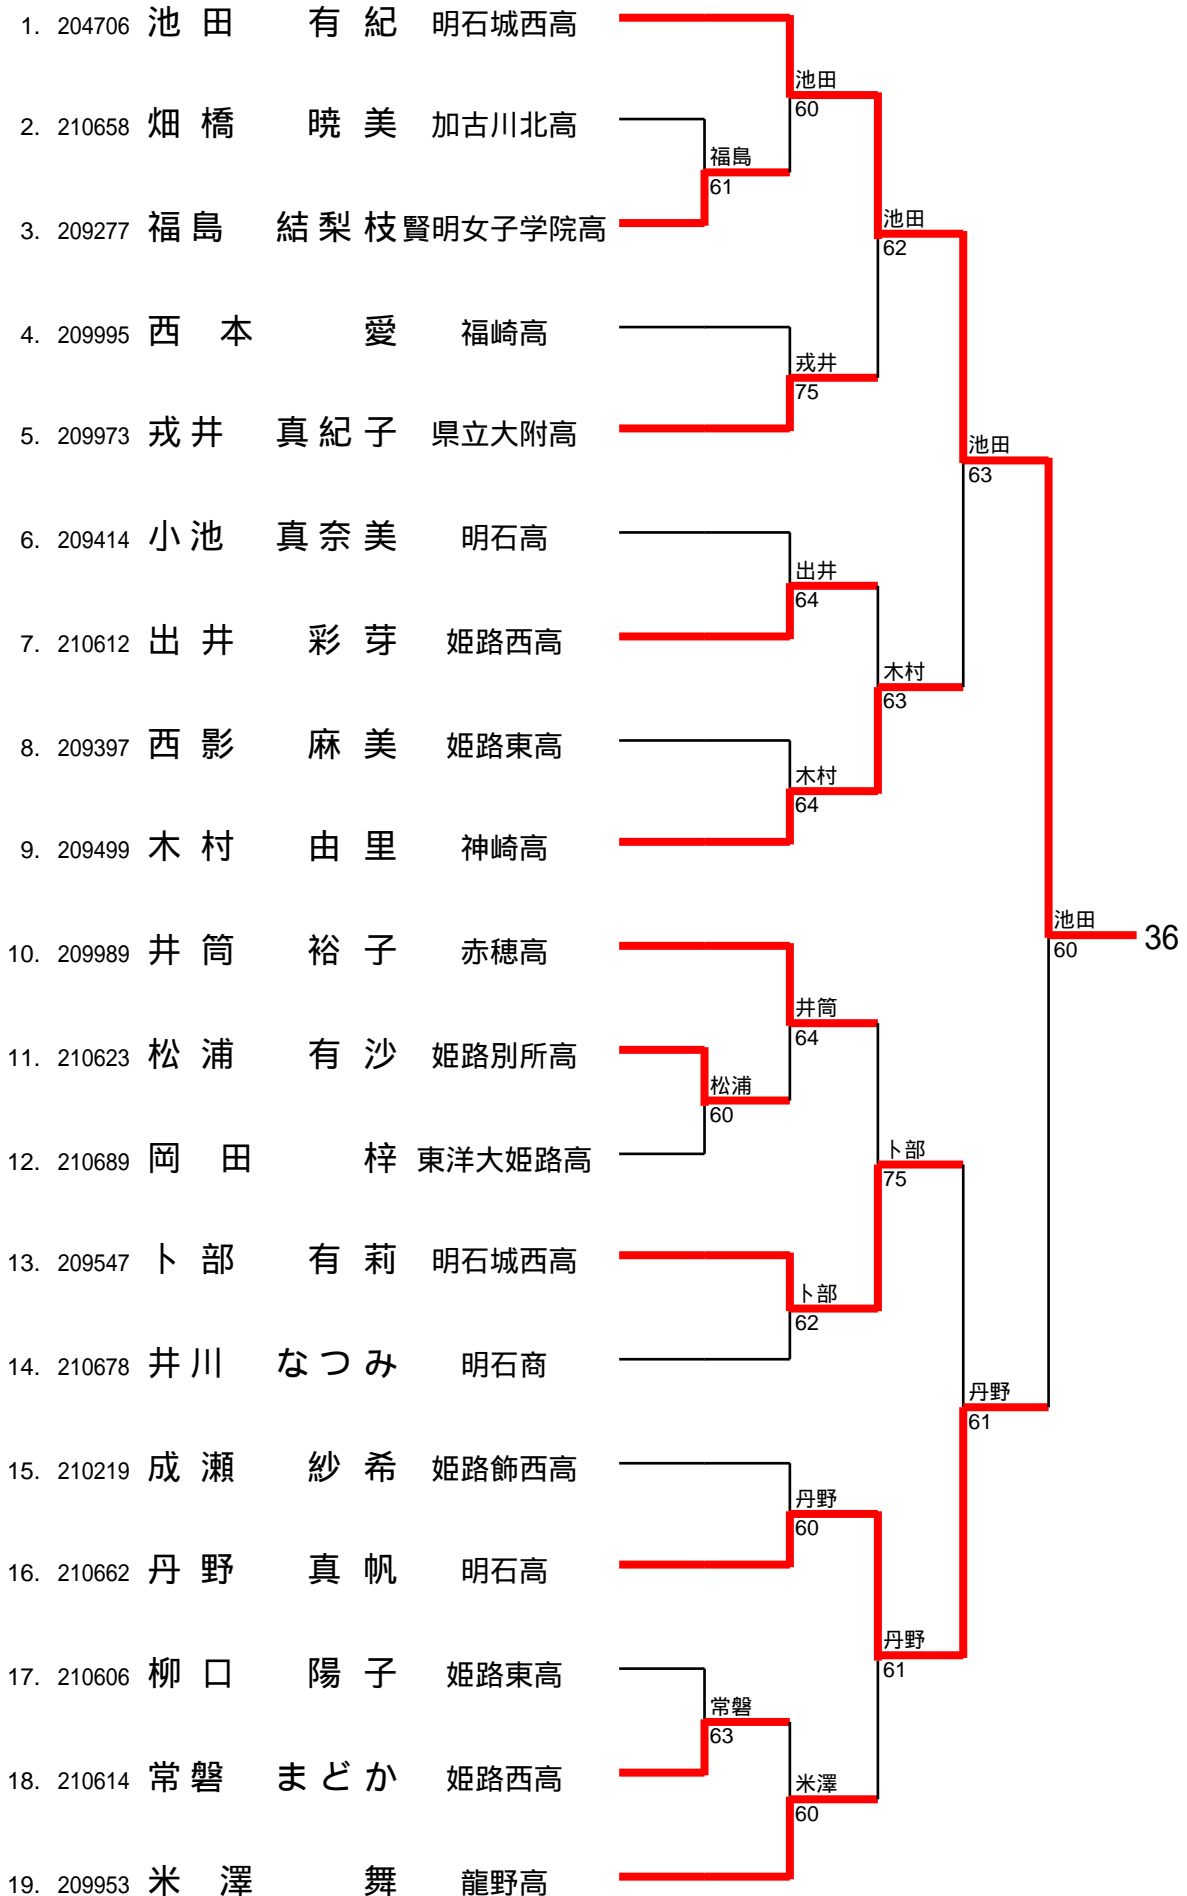 1. 204706 池田 有紀 明石城西高
池田
60
2. 210658 畑橋 暁美 加古川北高
福島
61
3. 209277 福島 結梨枝 賢明女子学院高
池田
62
4. 209995 西本 愛 福崎高
戎井
75
5. 209973 戎井 真紀子 県立大附高
池田
63
6. 209414 小池 真奈美 明石高
出井
64
7. 210612 出井 彩芽 姫路西高
木村
63
8. 209397 西影 麻美 姫路東高
木村
64
9. 209499 木村 由里 神崎高
池田
60
36
10. 209989 井筒 裕子 赤穂高
井筒
64
11. 210623 松浦 有沙 姫路別所高
松浦
60
12. 210689 岡田 梓 東洋大姫路高
卜部
75
13. 209547 卜部 有莉 明石城西高
卜部
62
14. 210678 井川 なつみ 明石商
丹野
61
15. 210219 成瀬 紗希 姫路飾西高
丹野
60
16. 210662 丹野 真帆 明石高
丹野
61
17. 210606 柳口 陽子 姫路東高
常磐
63
18. 210614 常磐 まどか 姫路西高
米澤
60
19. 209953 米澤 舞 龍野高